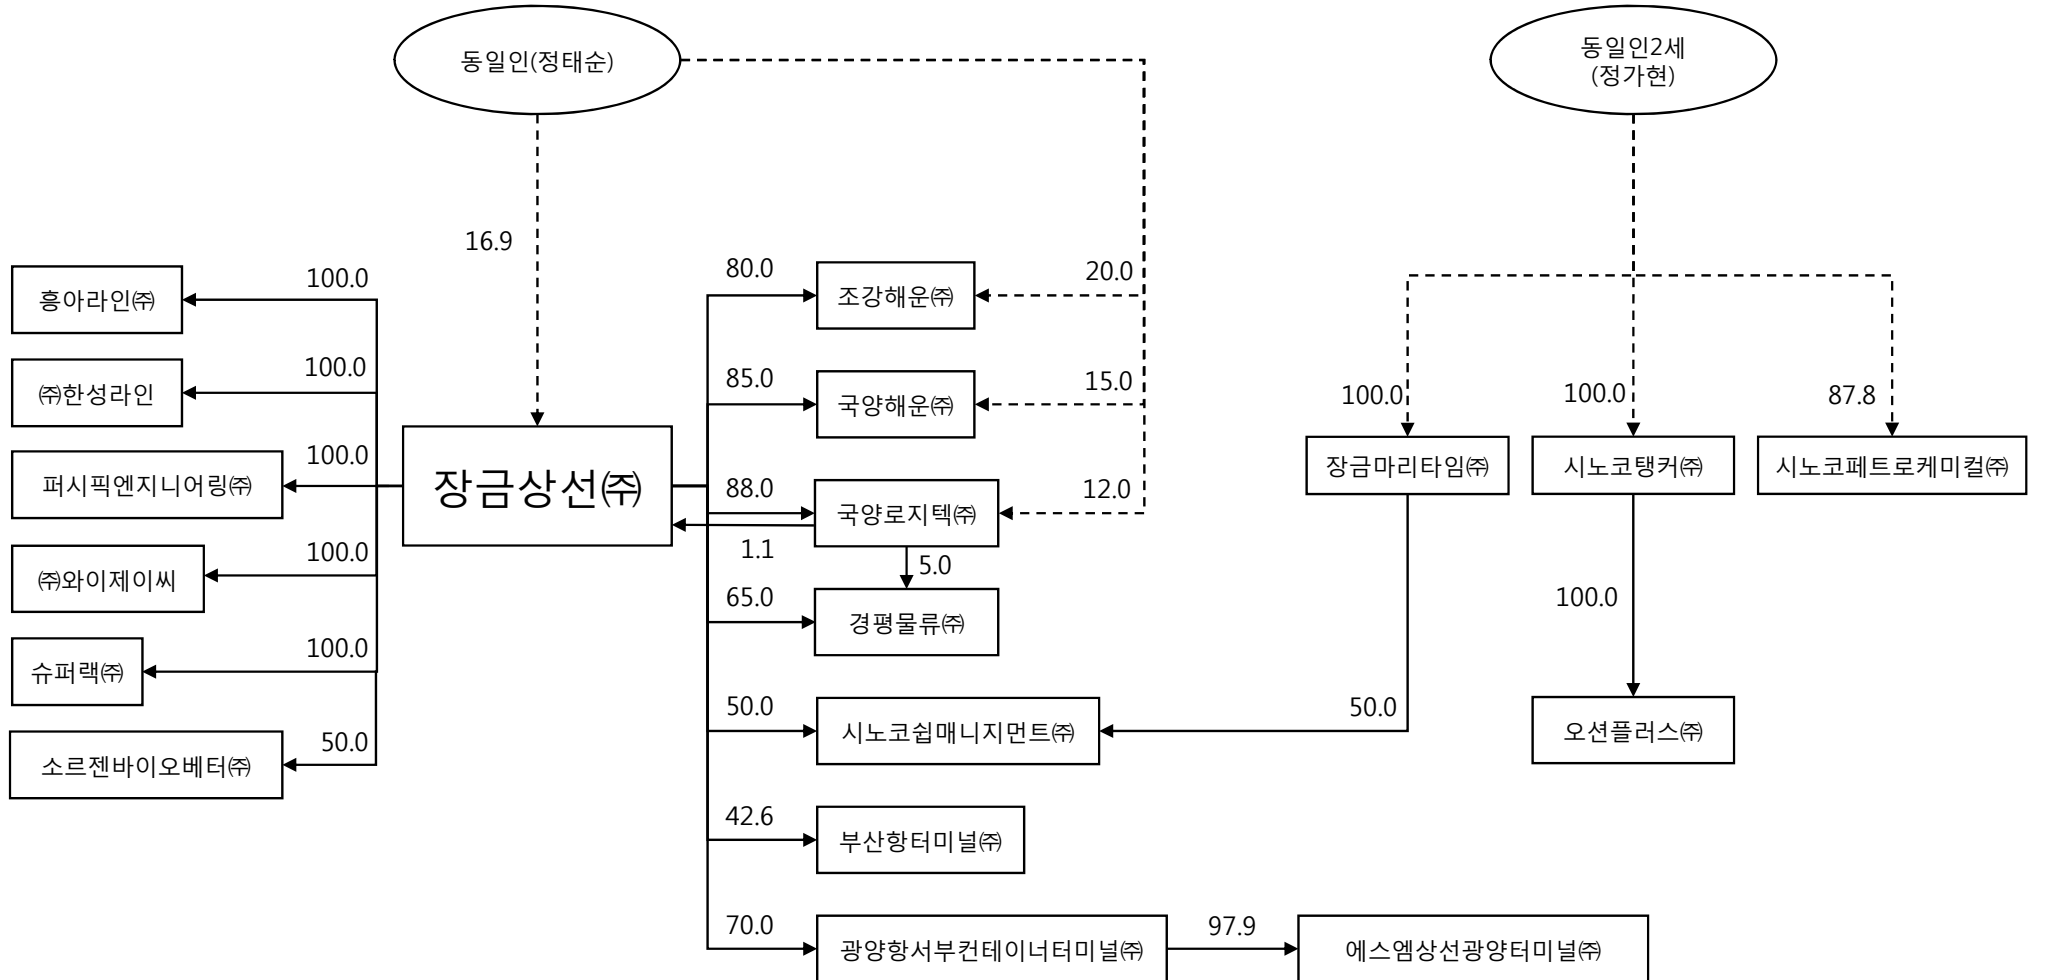 동일인(정태순)
동일인2세
(정가현)
16.9
100.0
흥아라인㈜
100.0
㈜한성라인
100.0
퍼시픽엔지니어링㈜
100.0
㈜와이제이씨
100.0
슈퍼랙㈜
50.0
소르젠바이오베터㈜
장금상선㈜
80.0
조강해운㈜
20.0
85.0
국양해운㈜
15.0
88.0
국양로지텍㈜
12.0
1.1
5.0
65.0
경평물류㈜
50.0
시노코쉽매니지먼트㈜
50.0
42.6
부산항터미널㈜
70.0
광양항서부컨테이너터미널㈜
97.9
에스엠상선광양터미널㈜
100.0
장금마리타임㈜
100.0
시노코탱커㈜
87.8
시노코페트로케미컬㈜
100.0
오션플러스㈜